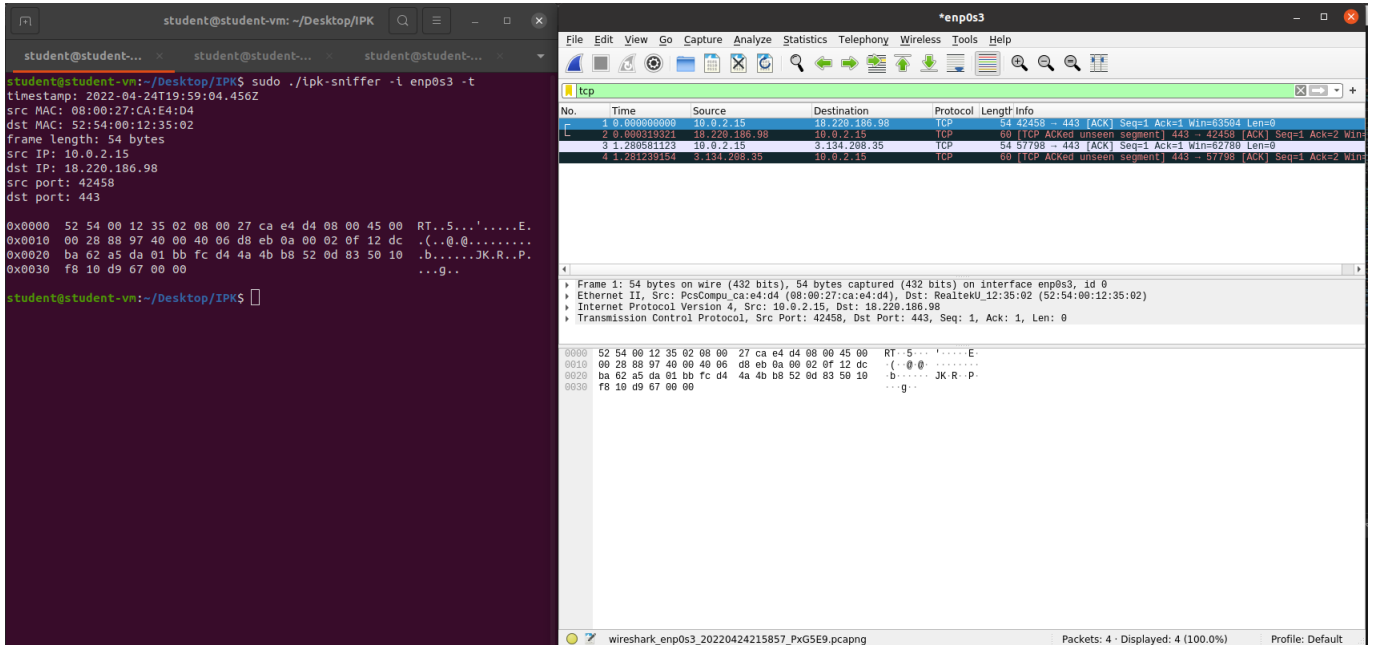 student@student-vm: ~/Desktop/IPK
student@student-... student@student-... student@student-...
student@student-vm:~/Desktop/IPK$ sudo ./ipk-sniffer -i enp0s3 -t
timestamp: 2022-04-24T19:59:04.456Z
src MAC: 08:00:27:CA:E4:D4
dst MAC: 52:54:00:12:35:02
frame length: 54 bytes
src IP: 10.0.2.15
dst IP: 18.220.186.98
src port: 42458
dst port: 443
0x0000 52 54 00 12 35 02 08 00 27 ca e4 d4 08 00 45 00 RT..5...'.....E.
0x0010 00 28 88 97 40 00 40 06 d8 eb 0a 00 02 0f 12 dc .(..@.@.........
0x0020 ba 62 a5 da 01 bb fc d4 4a 4b b8 52 0d 83 50 10 .b......JK.R..P.
0x0030 f8 10 d9 67 00 00 ...g..
student@student-vm:~/Desktop/IPK$
*enp0s3
File Edit View Go Capture Analyze Statistics Telephony Wireless Tools Help
tcp
No. Time Source Destination Protocol Length Info
1 0.000000000 10.0.2.15 18.220.186.98 TCP 54 42458 → 443 [ACK] Seq=1 Ack=1 Win=63504 Len=0
2 0.000319321 18.220.186.98 10.0.2.15 TCP 60 [TCP ACKed unseen segment] 443 → 42458 [ACK] Seq=1 Ack=2 Win=
3 1.280581123 10.0.2.15 3.134.208.35 TCP 54 57798 → 443 [ACK] Seq=1 Ack=1 Win=62780 Len=0
4 1.281239154 3.134.208.35 10.0.2.15 TCP 60 [TCP ACKed unseen segment] 443 → 57798 [ACK] Seq=1 Ack=2 Win=
Frame 1: 54 bytes on wire (432 bits), 54 bytes captured (432 bits) on interface enp0s3, id 0
Ethernet II, Src: PcsCompu_ca:e4:d4 (08:00:27:ca:e4:d4), Dst: RealtekU_12:35:02 (52:54:00:12:35:02)
Internet Protocol Version 4, Src: 10.0.2.15, Dst: 18.220.186.98
Transmission Control Protocol, Src Port: 42458, Dst Port: 443, Seq: 1, Ack: 1, Len: 0
0000 52 54 00 12 35 02 08 00 27 ca e4 d4 08 00 45 00 RT··5··· '·····E·
0010 00 28 88 97 40 00 40 06 d8 eb 0a 00 02 0f 12 dc ·(··@·@· ········
0020 ba 62 a5 da 01 bb fc d4 4a 4b b8 52 0d 83 50 10 ·b······ JK·R··P·
0030 f8 10 d9 67 00 00 ···g··
wireshark_enp0s3_20220424215857_PxG5E9.pcapng Packets: 4 · Displayed: 4 (100.0%) Profile: Default